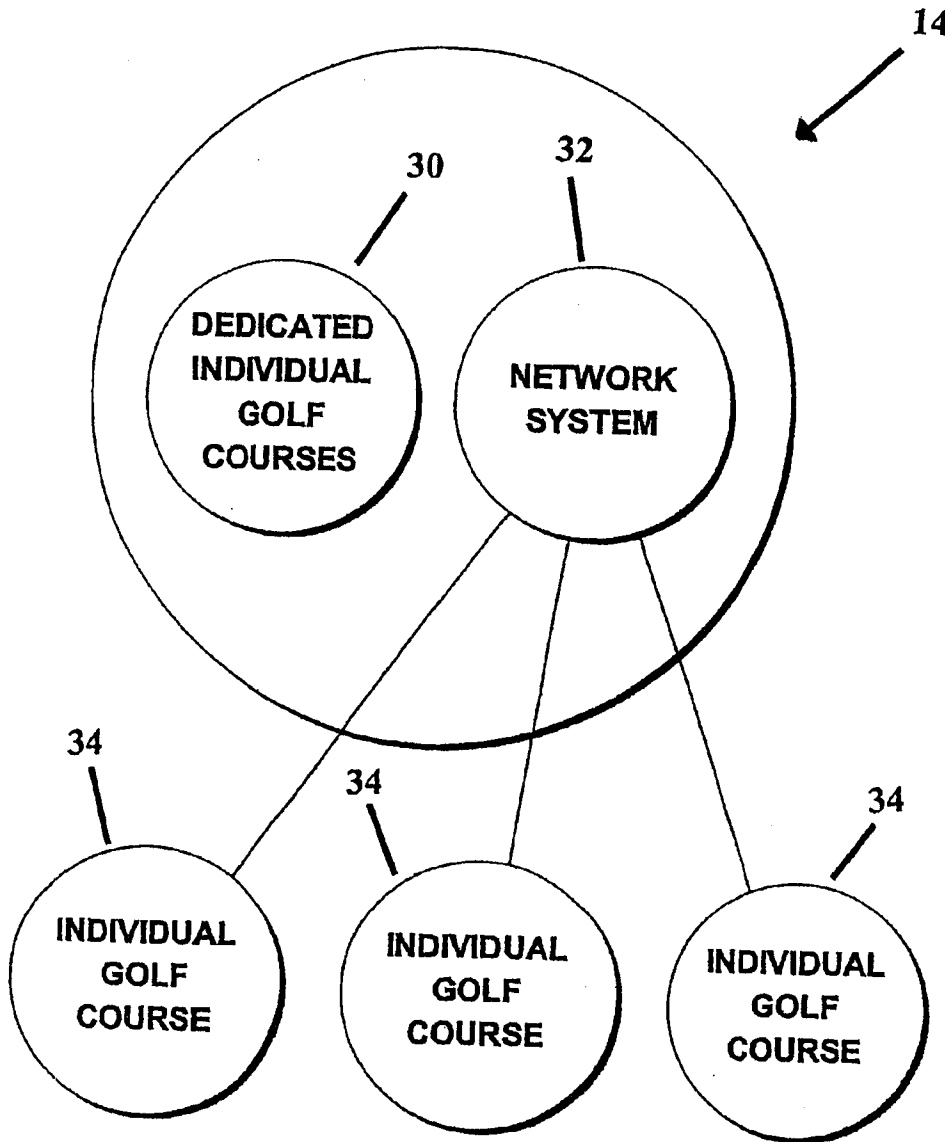 14
30
32
DEDICATED
INDIVIDUAL
GOLF
COURSES
NETWORK
SYSTEM
34
34
34
INDIVIDUAL
GOLF
COURSE
INDIVIDUAL
GOLF
COURSE
INDIVIDUAL
GOLF
COURSE